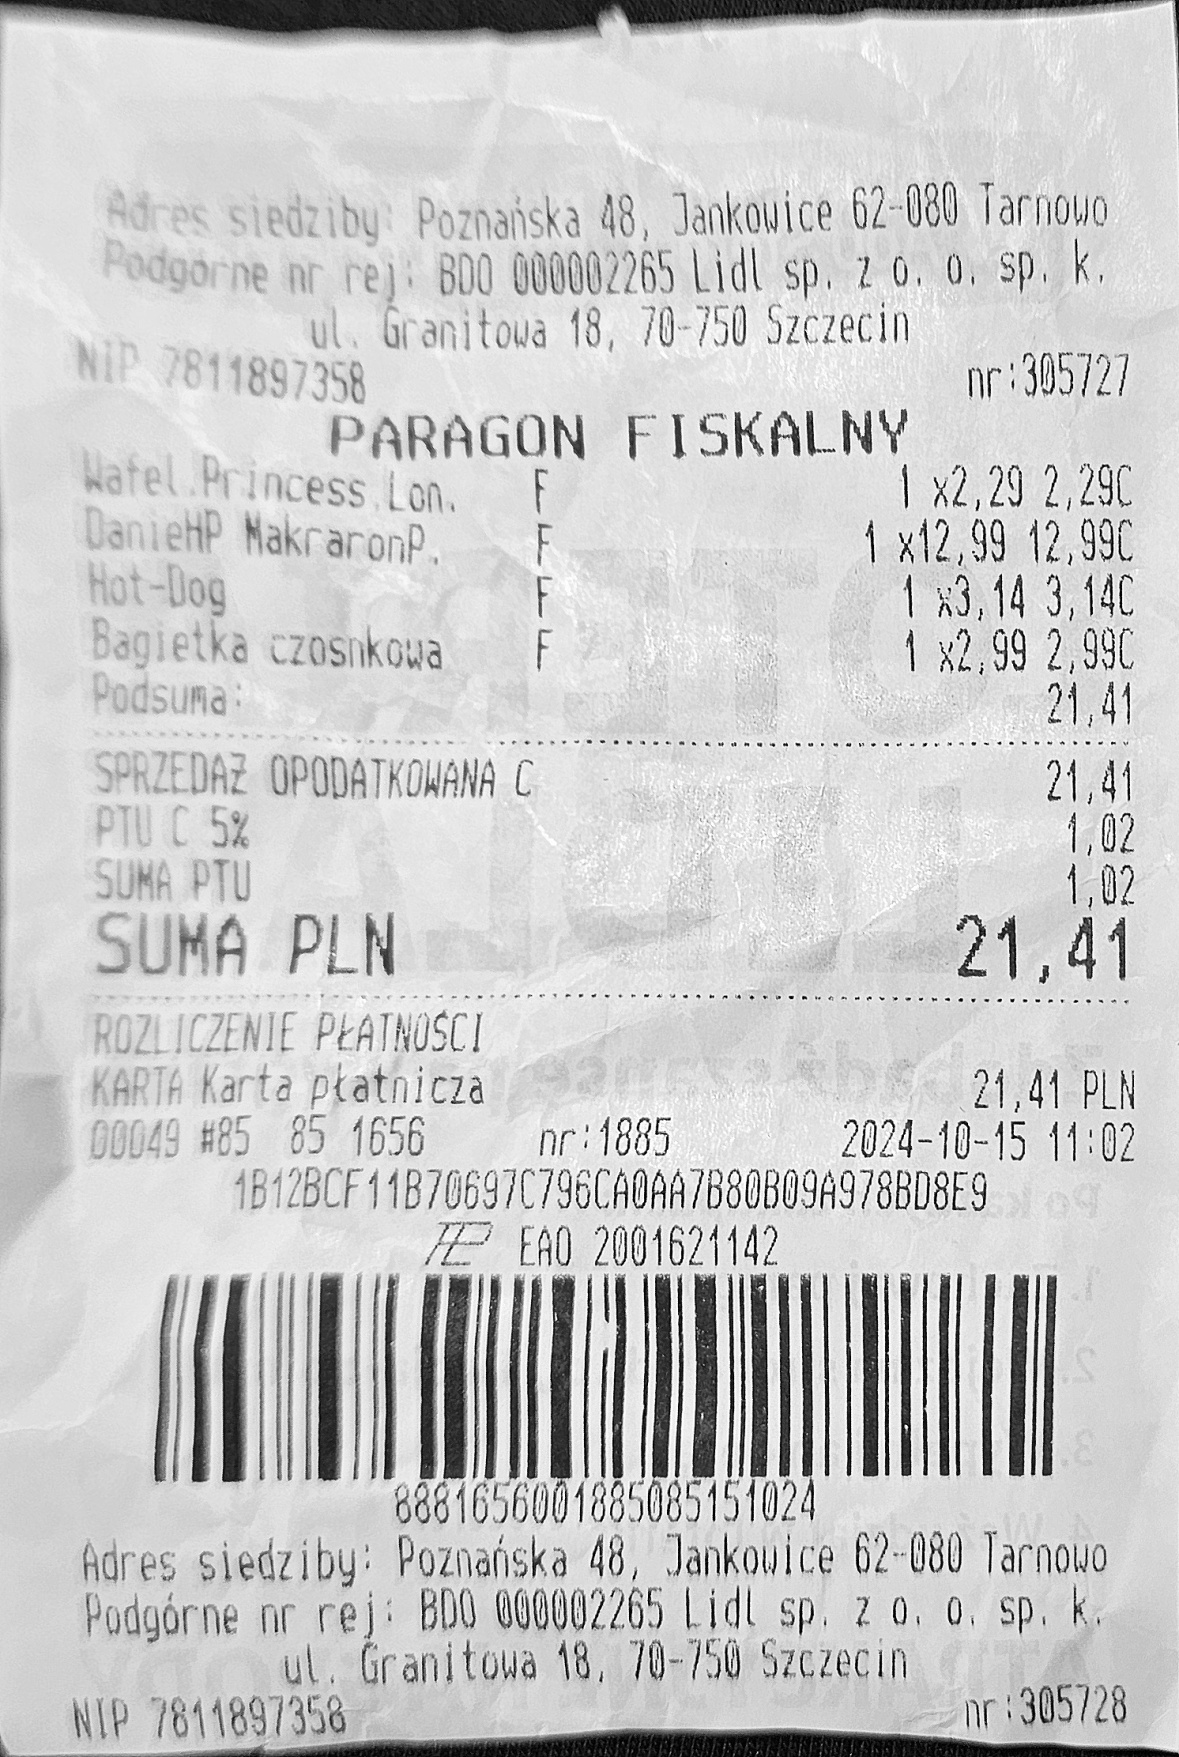 Adres siedziby: Poznańska 48, Jankowice 62-080 Tarnowo
Podgórne nr rej: BDO 000002265 Lidl sp. z o. o. sp. k.
ul. Granitowa 18, 70-750 Szczecin
NIP 7811897358 nr:305727
PARAGON FISKALNY
Wafel.Princess.Lon. F 1 x2,29 2,29C
DanieHP MakraronP. F 1 x12,99 12,99C
Hot-Dog F 1 x3,14 3,14C
Bagietka czosnkowa F 1 x2,99 2,99C
Podsuma: 21,41
SPRZEDAŻ OPODATKOWANA C 21,41
PTU C 5% 1,02
SUMA PTU 1,02
SUMA PLN 21,41
ROZLICZENIE PŁATNOŚCI
KARTA Karta płatnicza 21,41 PLN
00049 #85 85 1656 nr:1885 2024-10-15 11:02
1B12BCF11B70697C796CA0AA7B80B09A978BD8E9
EAO 2001621142
8881656001885085151024
Adres siedziby: Poznańska 48, Jankowice 62-080 Tarnowo
Podgórne nr rej: BDO 000002265 Lidl sp. z o. o. sp. k.
ul. Granitowa 18, 70-750 Szczecin
NIP 7811897358 nr:305728